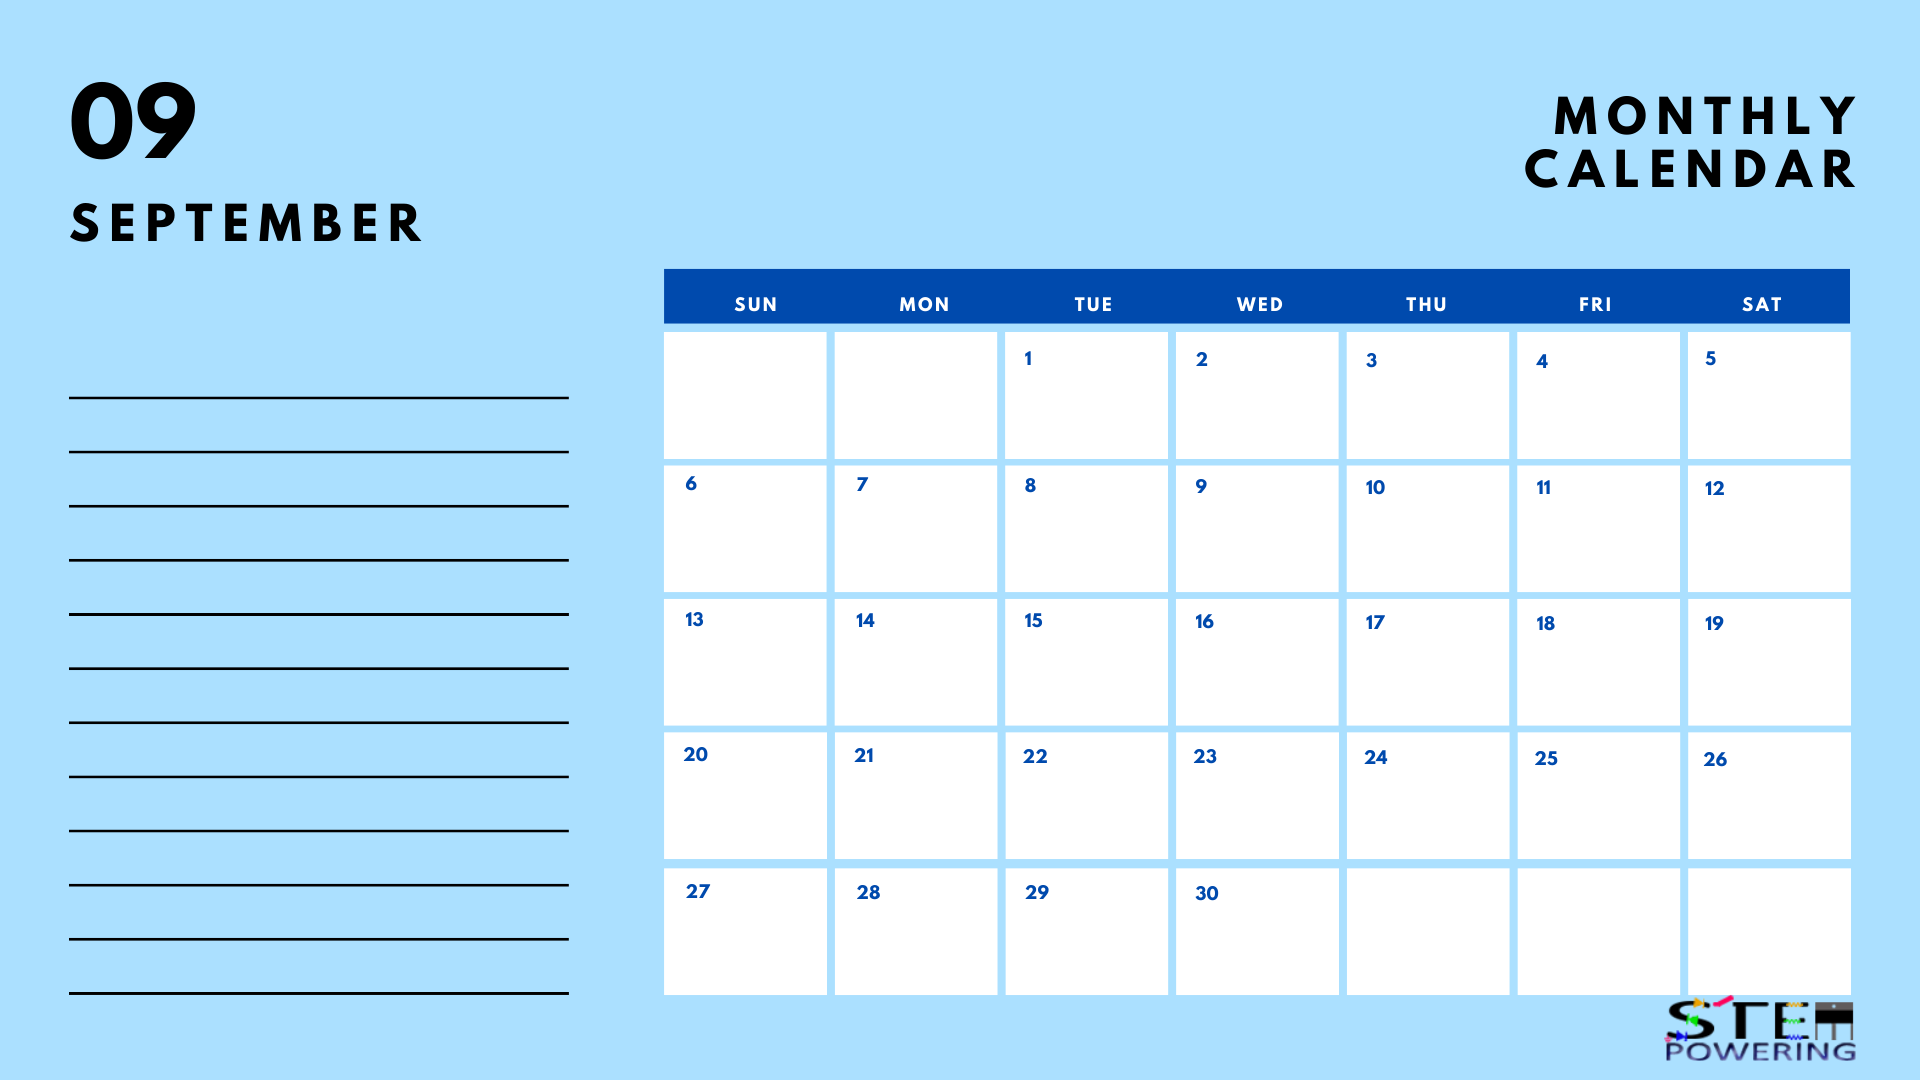 09
SEPTEMBER
MONTHLY
CALENDAR
SUN MON TUE WED THU FRI SAT
1 2 3 4 5
6 7 8 9 10 11 12
13 14 15 16 17 18 19
20 21 22 23 24 25 26
27 28 29 30
STEM
POWERING